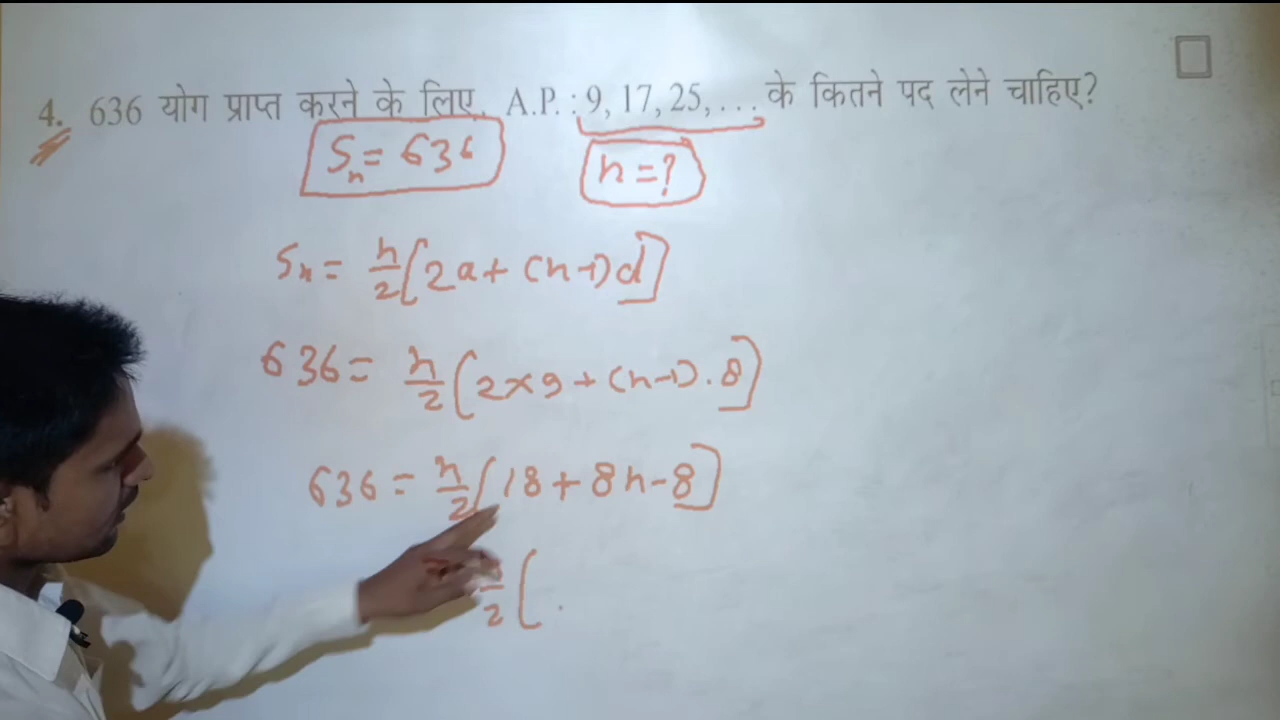 4. 636 योग प्राप्त करने के लिए, A.P. : 9, 17, 25, . . . के कितने पद लेने चाहिए?
Sn = 636 n = ?
Sn = n/2 [2a + (n-1)d]
636 = n/2 [2×9 + (n-1).8]
636 = n/2 [18 + 8n - 8]
n/2 [